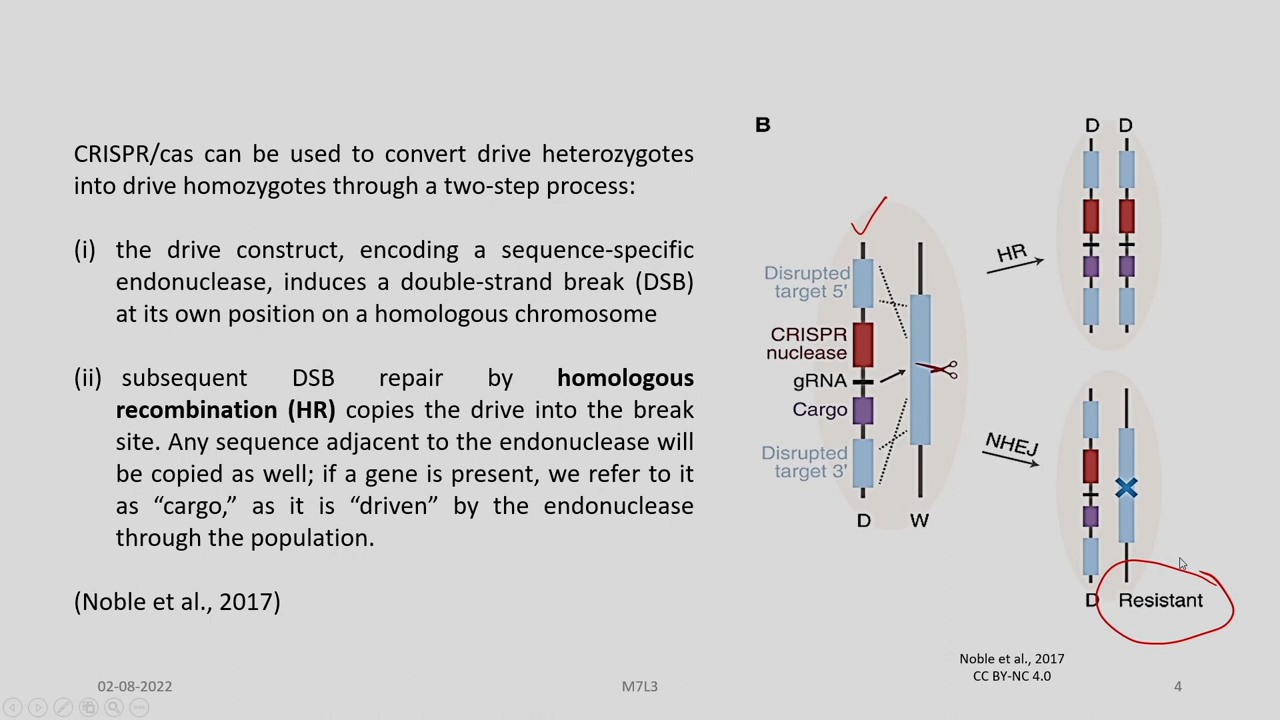 CRISPR/cas can be used to convert drive heterozygotes
into drive homozygotes through a two-step process:
(i) the drive construct, encoding a sequence-specific
endonuclease, induces a double-strand break (DSB)
at its own position on a homologous chromosome
(ii) subsequent DSB repair by homologous
recombination (HR) copies the drive into the break
site. Any sequence adjacent to the endonuclease will
be copied as well; if a gene is present, we refer to it
as “cargo,” as it is “driven” by the endonuclease
through the population.
(Noble et al., 2017)
B
Disrupted
target 5'
CRISPR
nuclease
gRNA
Cargo
Disrupted
target 3'
D W
HR
D D
NHEJ
D Resistant
Noble et al., 2017
CC BY-NC 4.0
02-08-2022
M7L3
4